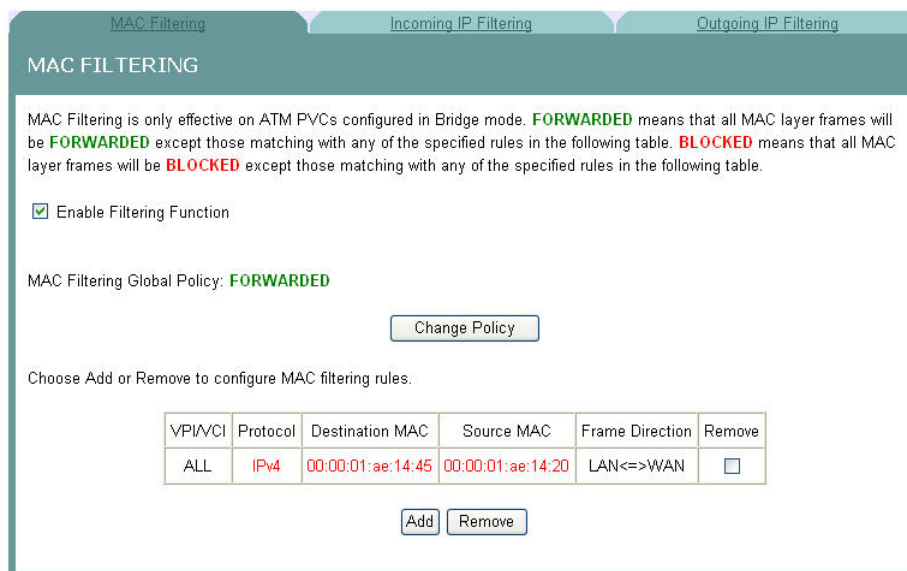 MAC Filtering Incoming IP Filtering Outgoing IP Filtering
MAC FILTERING
MAC Filtering is only effective on ATM PVCs configured in Bridge mode. FORWARDED means that all MAC layer frames will
be FORWARDED except those matching with any of the specified rules in the following table. BLOCKED means that all MAC
layer frames will be BLOCKED except those matching with any of the specified rules in the following table.
Enable Filtering Function
MAC Filtering Global Policy: FORWARDED
Change Policy
Choose Add or Remove to configure MAC filtering rules.
VPI/VCI Protocol Destination MAC Source MAC Frame Direction Remove
ALL IPv4 00:00:01:ae:14:45 00:00:01:ae:14:20 LAN<=>WAN
Add Remove